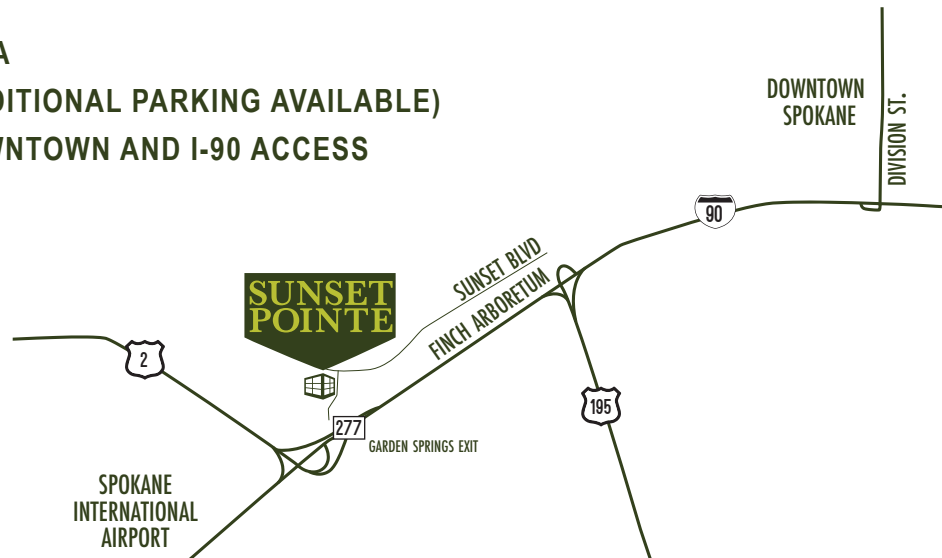 A
DITIONAL PARKING AVAILABLE)
WNTOWN AND I-90 ACCESS
DOWNTOWN
SPOKANE
DIVISION ST.
90
SUNSET BLVD
FINCH ARBORETUM
SUNSET
POINTE
2
195
277
GARDEN SPRINGS EXIT
SPOKANE
INTERNATIONAL
AIRPORT